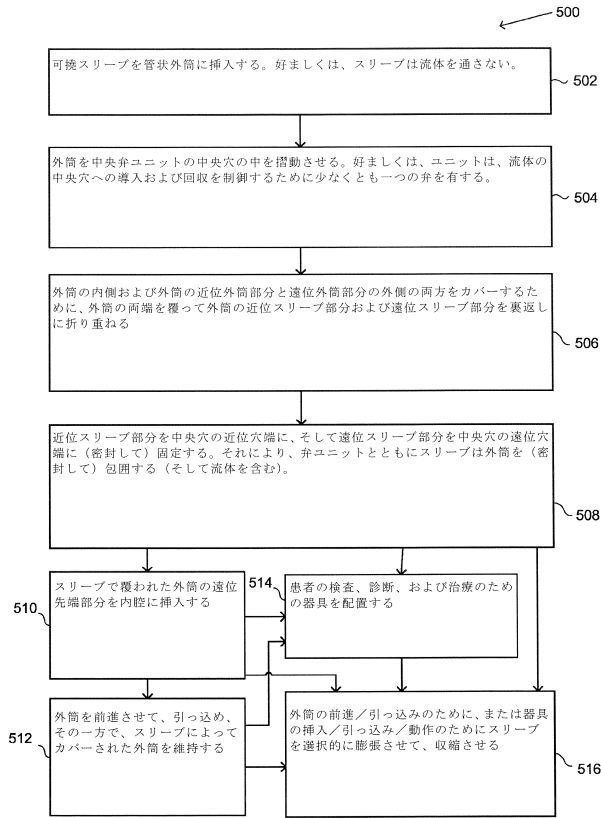 500
可撓スリーブを管状外筒に挿入する。好ましくは、スリーブは流体を通さない。
502
外筒を中央弁ユニットの中央穴の中を摺動させる。好ましくは、ユニットは、流体の
中央穴への導入および回収を制御するために少なくとも一つの弁を有する。
504
外筒の内側および外筒の近位外筒部分と遠位外筒部分の外側の両方をカバーするた
めに、外筒の両端を覆って外筒の近位スリーブ部分および遠位スリーブ部分を裏返し
に折り重ねる
506
近位スリーブ部分を中央穴の近位穴端に、そして遠位スリーブ部分を中央穴の遠位穴
端に（密封して）固定する。それにより、弁ユニットとともにスリーブは外筒を（密
封して）包囲する（そして流体を含む）。
508
510
スリーブで覆われた外筒の遠位
先端部分を内腔に挿入する
514
患者の検査、診断、および治療のため
の器具を配置する
512
外筒を前進させて、引っ込め、
その一方で、スリーブによって
カバーされた外筒を維持する
外筒の前進／引っ込みのために、または器具
の挿入／引っ込み／動作のためにスリーブ
を選択的に膨張させて、収縮させる
516